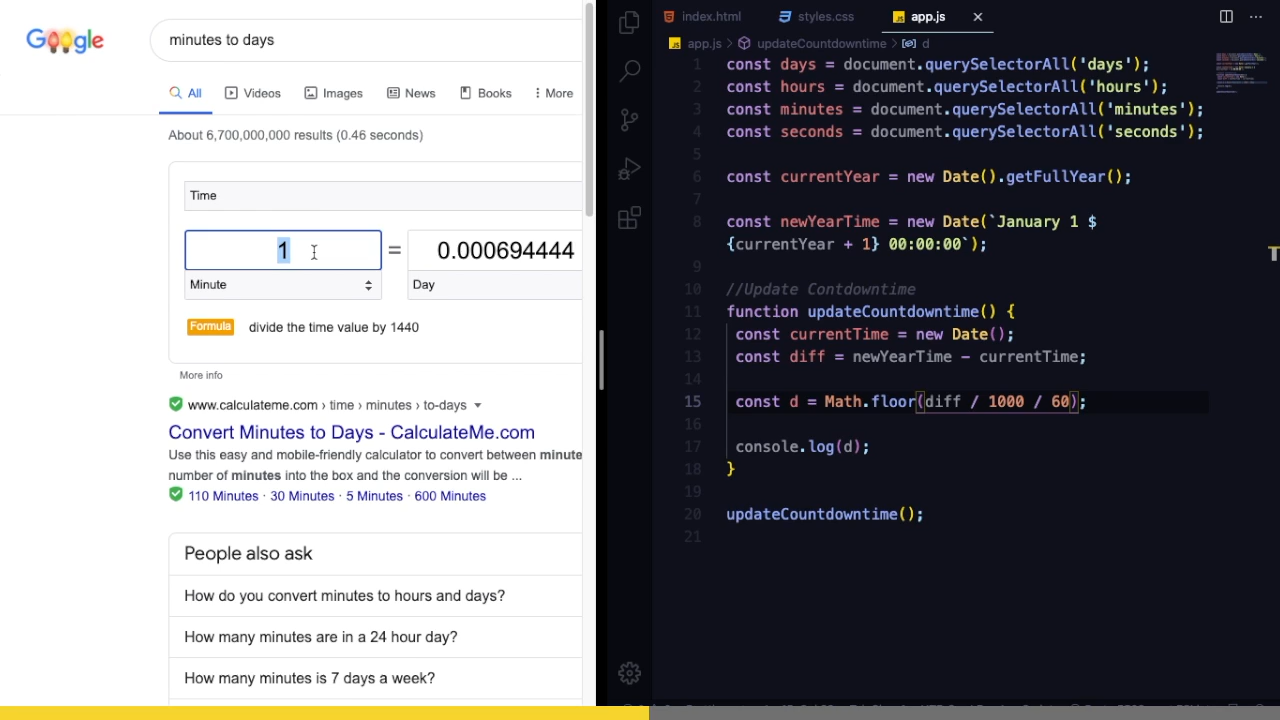 Google
minutes to days
All
Videos
Images
News
Books
More
About 6,700,000,000 results (0.46 seconds)
Time
1
=
0.000694444
Minute
Day
Formula
divide the time value by 1440
More info
www.calculateme.com › time › minutes › to-days
Convert Minutes to Days - CalculateMe.com
Use this easy and mobile-friendly calculator to convert between minute
number of minutes into the box and the conversion will be ...
110 Minutes · 30 Minutes · 5 Minutes · 600 Minutes
People also ask
How do you convert minutes to hours and days?
How many minutes are in a 24 hour day?
How many minutes is 7 days a week?
index.html
styles.css
JS app.js
JS app.js > updateCountdowntime > d
1 const days = document.querySelectorAll('days');
2 const hours = document.querySelectorAll('hours');
3 const minutes = document.querySelectorAll('minutes');
4 const seconds = document.querySelectorAll('seconds');
5
6 const currentYear = new Date().getFullYear();
7
8 const newYearTime = new Date(`January 1 $
{currentYear + 1} 00:00:00`);
9
10 //Update Contdowntime
11 function updateCountdowntime() {
12 const currentTime = new Date();
13 const diff = newYearTime - currentTime;
14
15 const d = Math.floor(diff / 1000 / 60);
16
17 console.log(d);
18 }
19
20 updateCountdowntime();
21